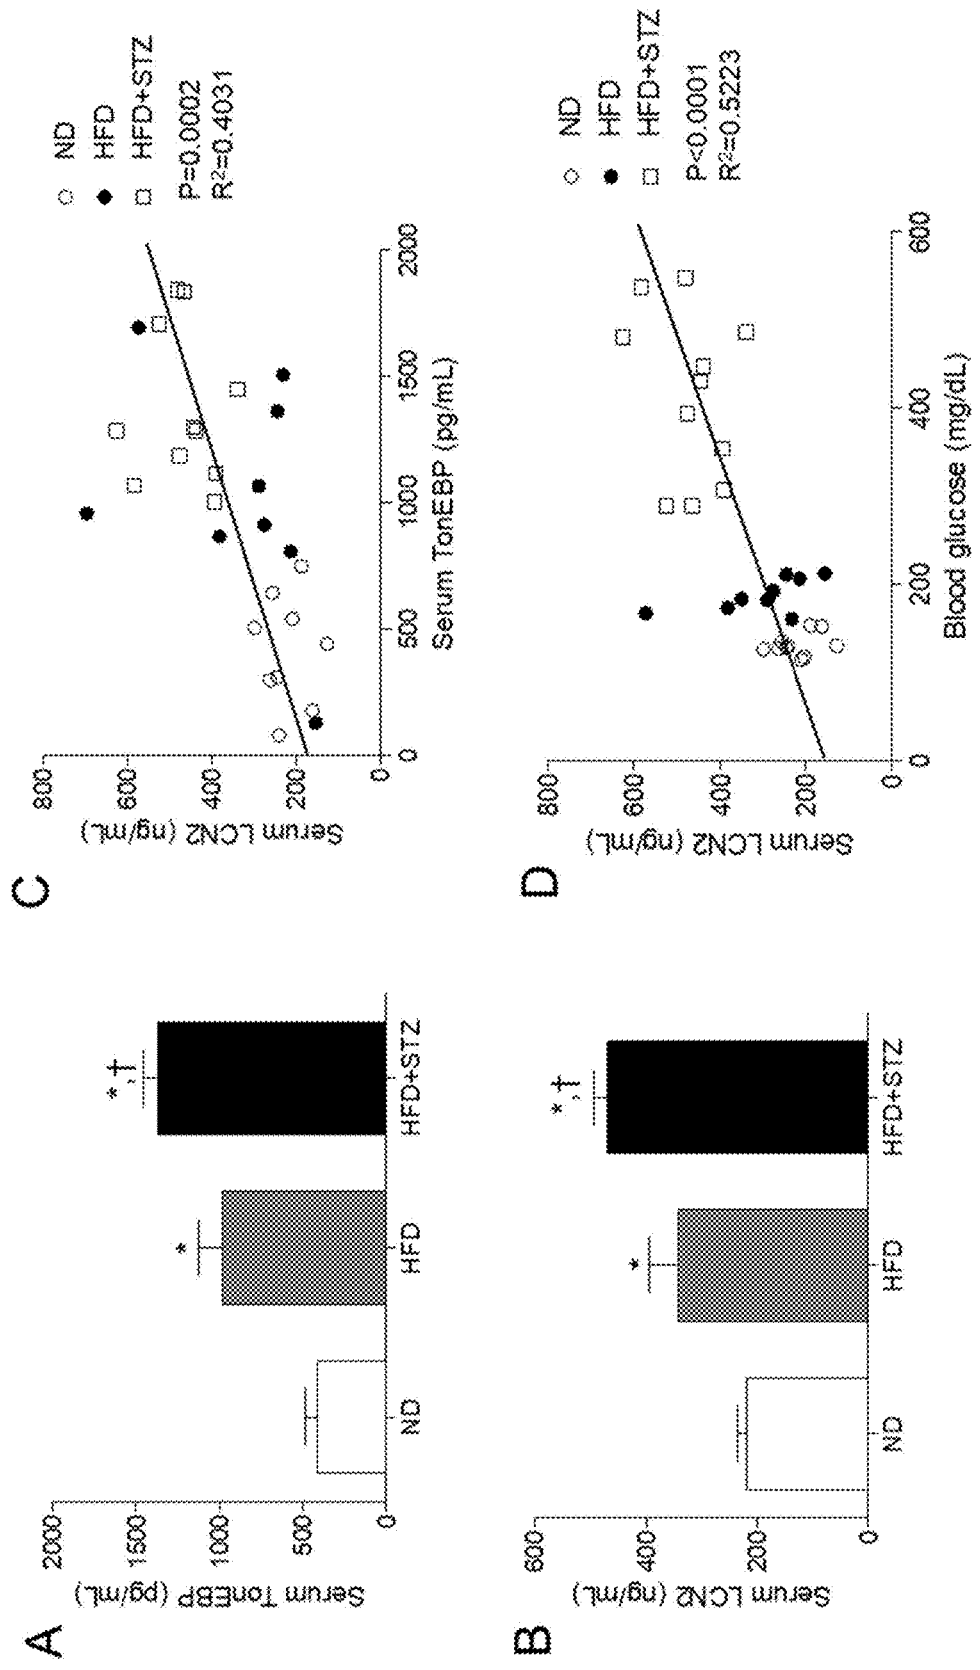 A
Serum TonEBP (pg/mL)
2000
1500
1000
500
0
*
*,†
ND
HFD
HFD+STZ
B
Serum LCN2 (ng/mL)
600
400
200
0
*
*,†
ND
HFD
HFD+STZ
C
Serum LCN2 (ng/mL)
800
600
400
200
0
0
500
1000
1500
2000
Serum TonEBP (pg/mL)
ND
HFD
HFD+STZ
P=0.0002
R²=0.4031
D
Serum LCN2 (ng/mL)
800
600
400
200
0
0
200
400
600
Blood glucose (mg/dL)
ND
HFD
HFD+STZ
P<0.0001
R²=0.5223